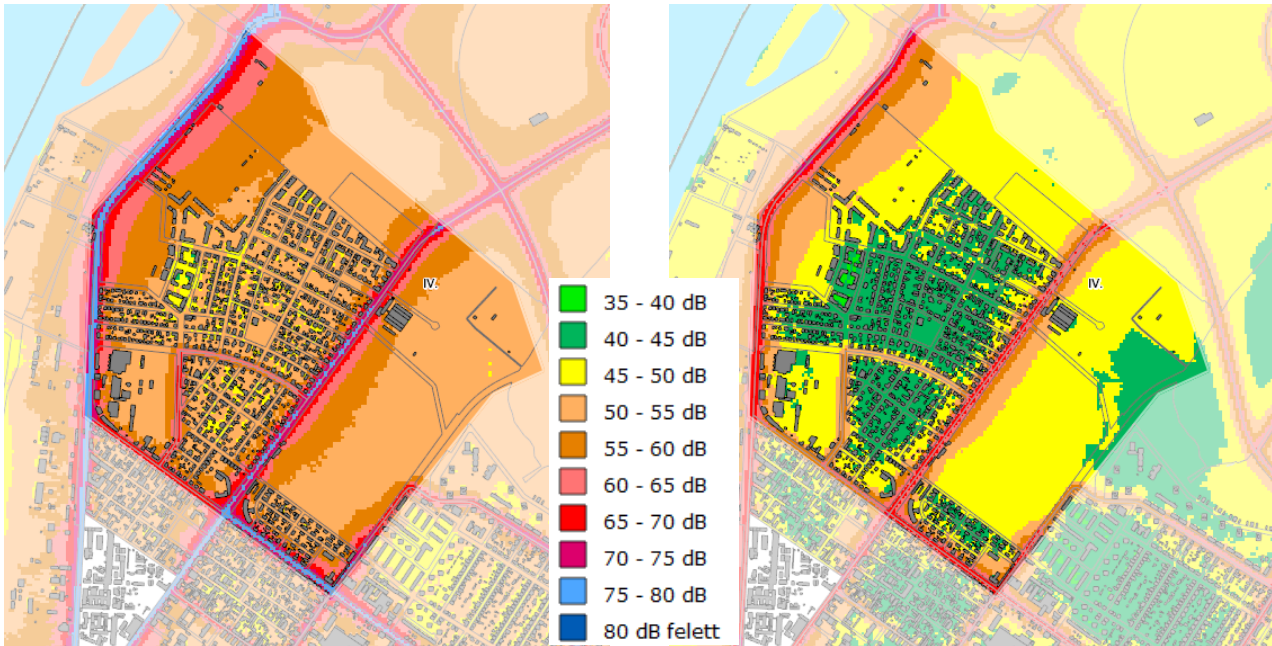 IV.
35 - 40 dB
40 - 45 dB
45 - 50 dB
50 - 55 dB
55 - 60 dB
60 - 65 dB
65 - 70 dB
70 - 75 dB
75 - 80 dB
80 dB felett
IV.